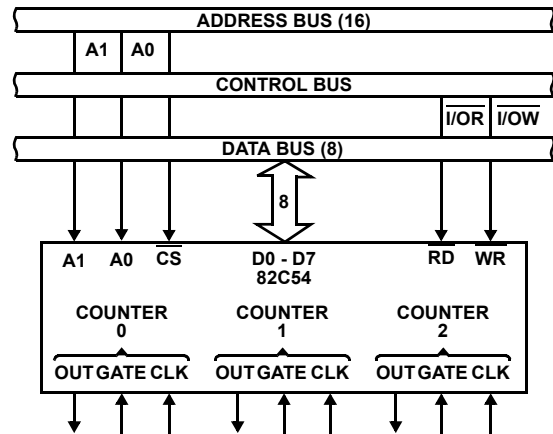 ADDRESS BUS (16)
A1 A0
CONTROL BUS
I/OR I/OW
DATA BUS (8)
8
A1 A0 CS D0 - D7 RD WR
82C54
COUNTER COUNTER COUNTER
0 1 2
OUT GATE CLK OUT GATE CLK OUT GATE CLK